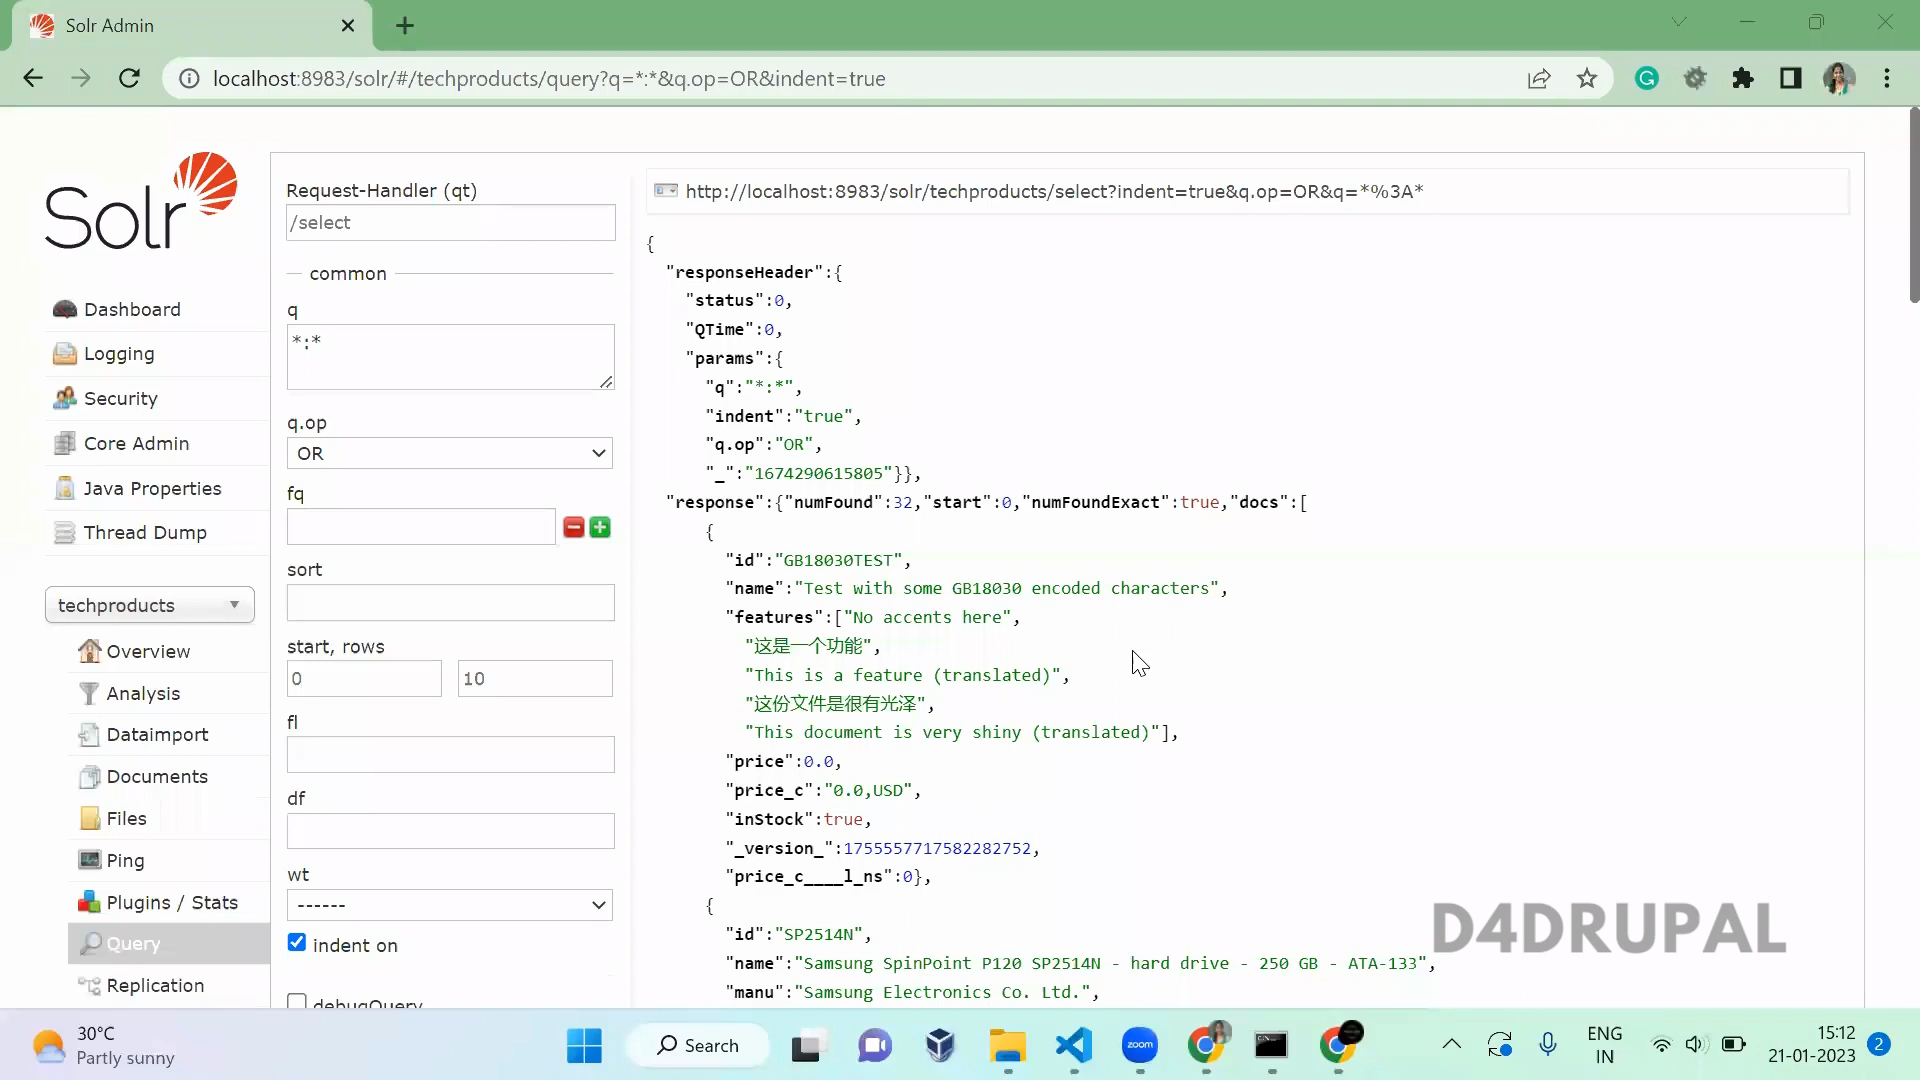 Solr Admin
localhost:8983/solr/#/techproducts/query?q=*:*&q.op=OR&indent=true
Solr
Dashboard
Logging
Security
Core Admin
Java Properties
Thread Dump
techproducts
Overview
Analysis
Dataimport
Documents
Files
Ping
Plugins / Stats
Query
Replication
Request-Handler (qt)
/select
common
q
*:*
q.op
OR
fq
sort
start, rows
0 10
fl
df
wt
------
indent on
debugQuery
http://localhost:8983/solr/techproducts/select?indent=true&q.op=OR&q=*%3A*
{
"responseHeader":{
"status":0,
"QTime":0,
"params":{
"q":"*:*",
"indent":"true",
"q.op":"OR",
"_":"1674290615805"}},
"response":{"numFound":32,"start":0,"numFoundExact":true,"docs":[
{
"id":"GB18030TEST",
"name":"Test with some GB18030 encoded characters",
"features":["No accents here",
"这是一个功能",
"This is a feature (translated)",
"这份文件是很有光泽",
"This document is very shiny (translated)"],
"price":0.0,
"price_c":"0.0,USD",
"inStock":true,
"_version_":1755557717582282752,
"price_c____l_ns":0},
{
"id":"SP2514N",
"name":"Samsung SpinPoint P120 SP2514N - hard drive - 250 GB - ATA-133",
"manu":"Samsung Electronics Co. Ltd.",
D4DRUPAL
30°C
Partly sunny
Search
zoom
ENG
IN
15:12
21-01-2023
2